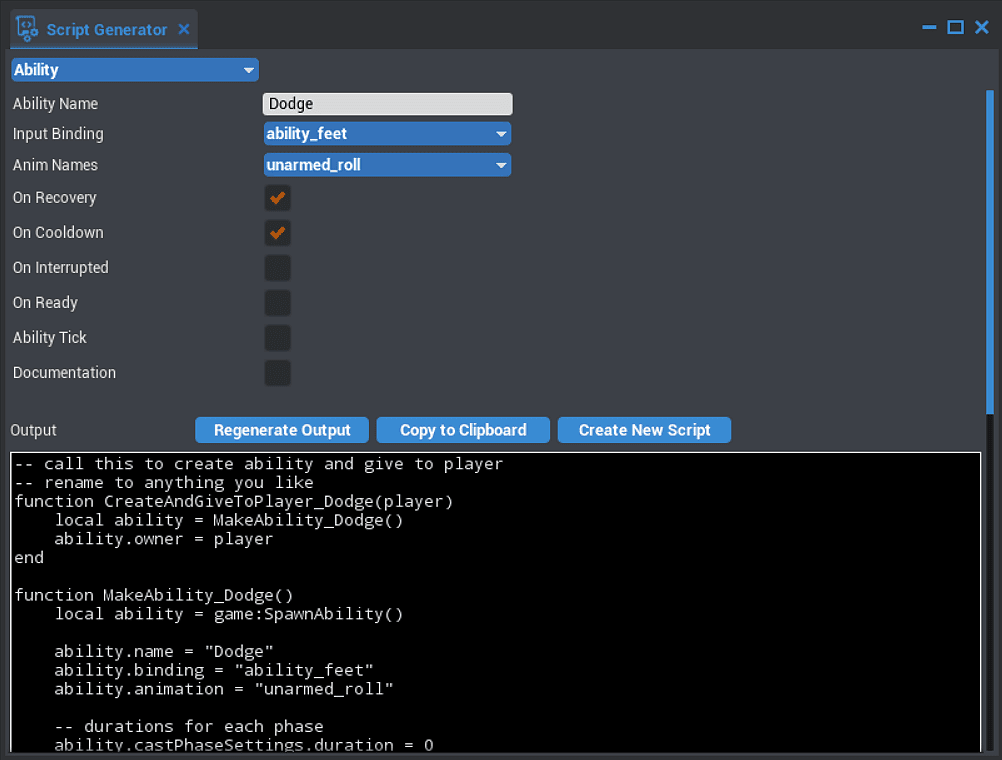 Script Generator
Ability
Ability Name Dodge
Input Binding ability_feet
Anim Names unarmed_roll
On Recovery
On Cooldown
On Interrupted
On Ready
Ability Tick
Documentation
Output Regenerate Output Copy to Clipboard Create New Script
-- call this to create ability and give to player
-- rename to anything you like
function CreateAndGiveToPlayer_Dodge(player)
    local ability = MakeAbility_Dodge()
    ability.owner = player
end
function MakeAbility_Dodge()
    local ability = game:SpawnAbility()
    ability.name = "Dodge"
    ability.binding = "ability_feet"
    ability.animation = "unarmed_roll"
    -- durations for each phase
    ability.castPhaseSettings.duration = 0